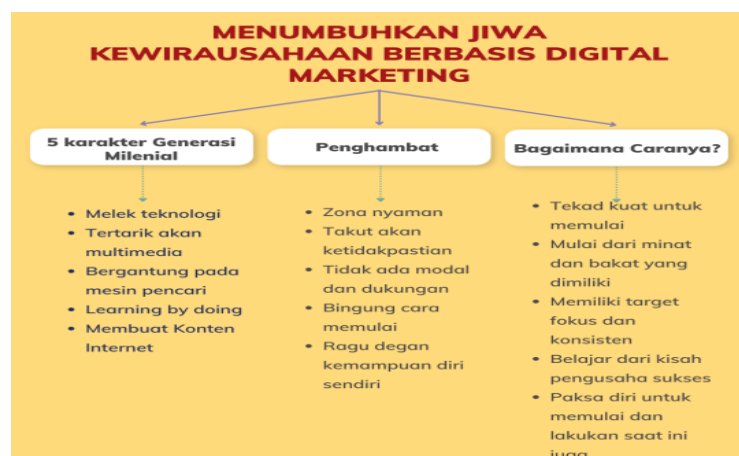 MENUMBUHKAN JIWA
KEWIRAUSAHAAN BERBASIS DIGITAL
MARKETING
5 karakter Generasi
Milenial
• Melek teknologi
• Tertarik akan
multimedia
• Bergantung pada
mesin pencari
• Learning by doing
• Membuat Konten
Internet
Penghambat
• Zona nyaman
• Takut akan
ketidakpastian
• Tidak ada modal
dan dukungan
• Bingung cara
memulai
• Ragu degan
kemampuan diri
sendiri
Bagaimana Caranya?
• Tekad kuat untuk
memulai
• Mulai dari minat
dan bakat yang
dimiliki
• Memiliki target
fokus dan
konsisten
• Belajar dari kisah
pengusaha sukses
• Paksa diri untuk
memulai dan
lakukan saat ini
juga